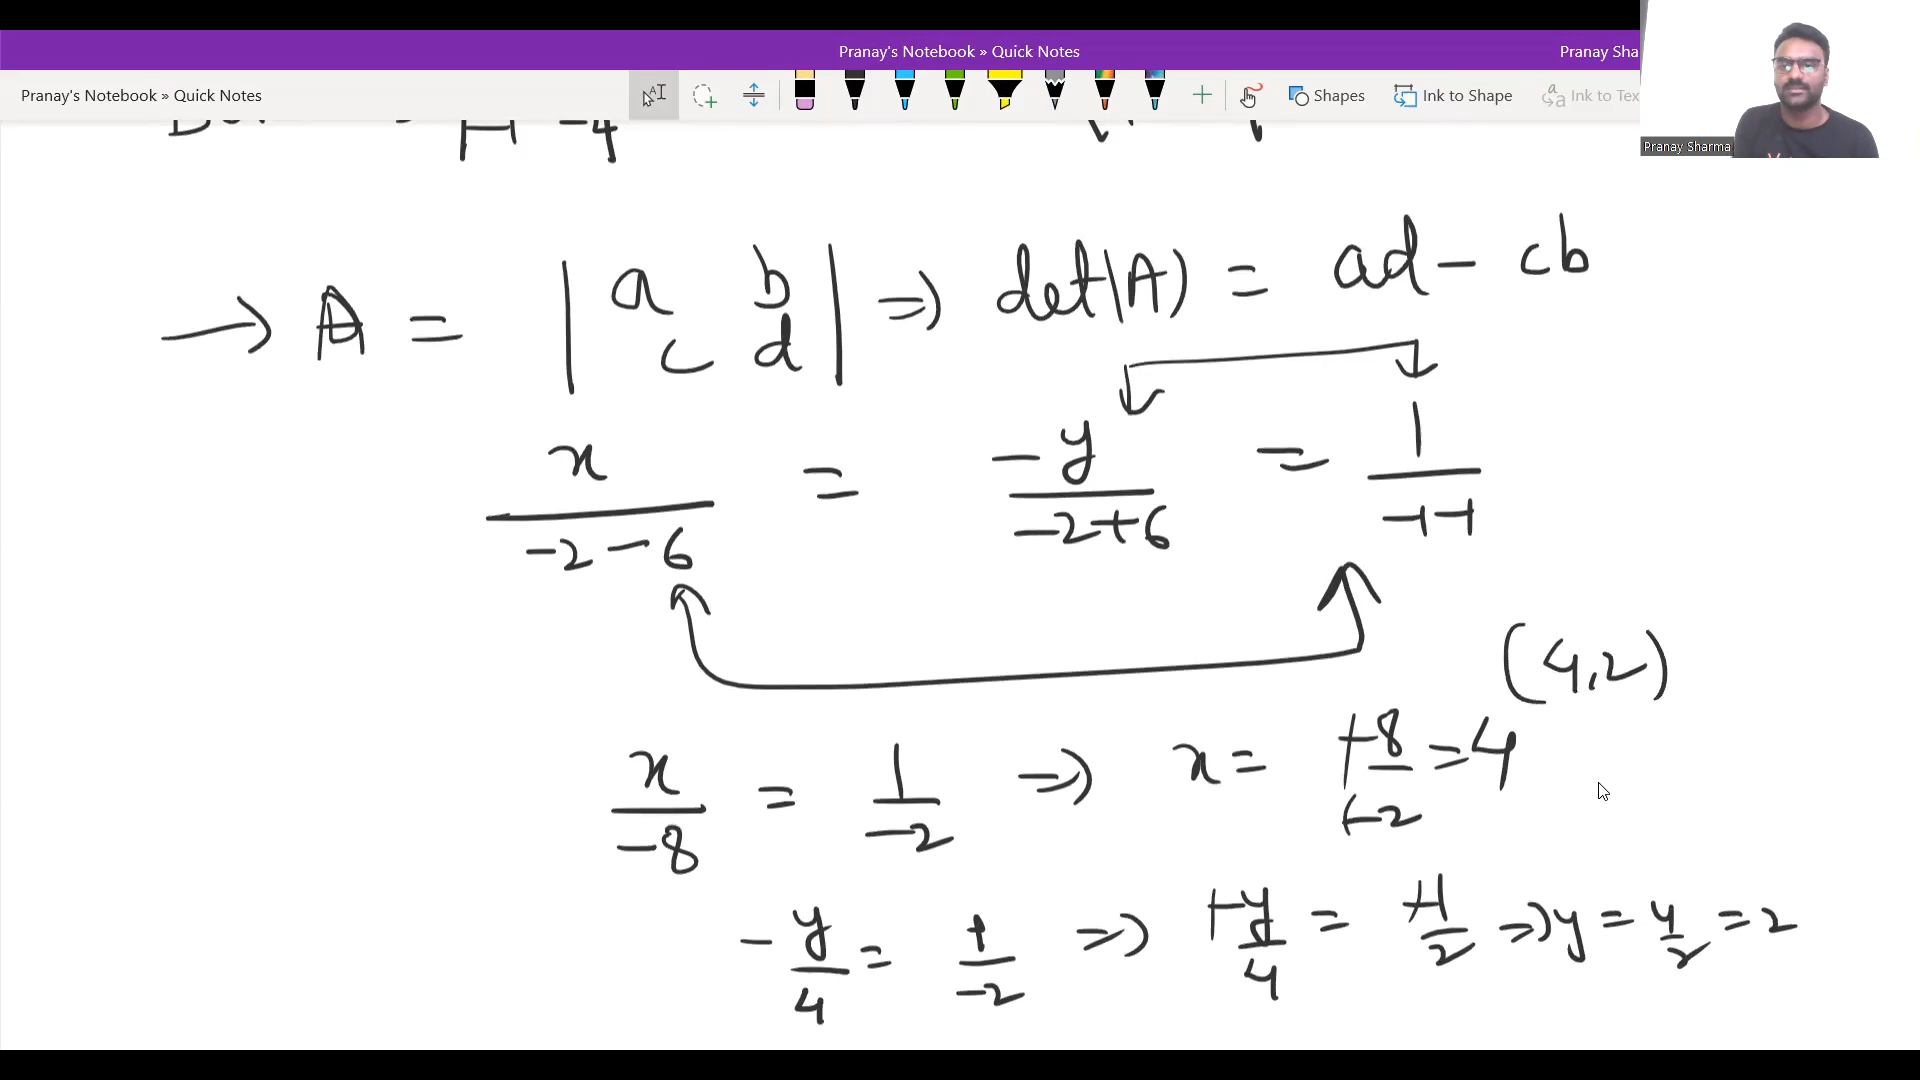 Pranay's Notebook » Quick Notes
Pranay Sha
Pranay's Notebook » Quick Notes
Shapes
Ink to Shape
Ink to Tex
Pranay Sharma
-4
→ A = | a b | ⇒ det(A) = ad - cb
c d
x/(-2-6) = -y/(-2+6) = 1/(-1-1)
(4,2)
x/-8 = 1/-2 ⇒ x = -8/-2 = 4
-y/4 = 1/-2 ⇒ -y/4 = -1/2 ⇒ y = 4/2 = 2